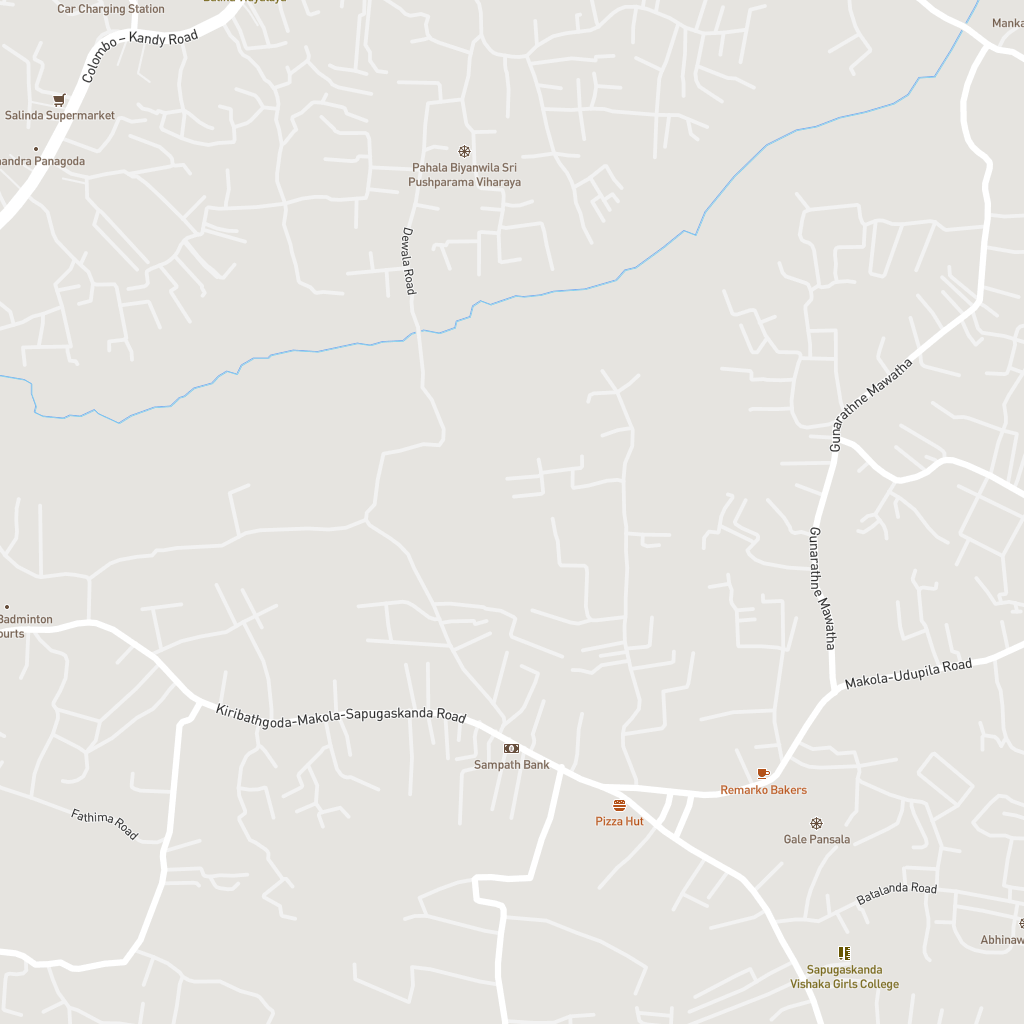 Car Charging Station
Colombo – Kandy Road
Manka
Salinda Supermarket
andra Panagoda
Pahala Biyanwila Sri
Pushparama Viharaya
Dewala Road
Gunarathne Mawatha
Gunarathne Mawatha
Badminton
ourts
Makola-Udupila Road
Kiribathgoda-Makola-Sapugaskanda Road
Sampath Bank
Remarko Bakers
Pizza Hut
Fathima Road
Gale Pansala
Batalanda Road
Abhinaw
Sapugaskanda
Vishaka Girls College